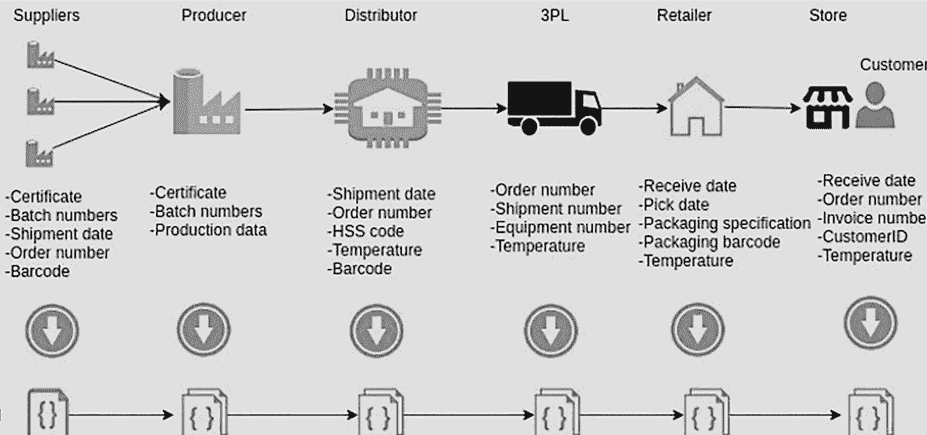 Suppliers
Producer
Distributor
3PL
Retailer
Store
Customer
-Certificate
-Batch numbers
-Shipment date
-Order number
-Barcode
-Certificate
-Batch numbers
-Production data
-Shipment date
-Order number
-HSS code
-Temperature
-Barcode
-Order number
-Shipment number
-Equipment number
-Temperature
-Receive date
-Pick date
-Packaging specification
-Packaging barcode
-Temperature
-Receive date
-Order number
-Invoice numbe
-CustomerID
-Temperature
{}
{}
{}
{}
{}
{}